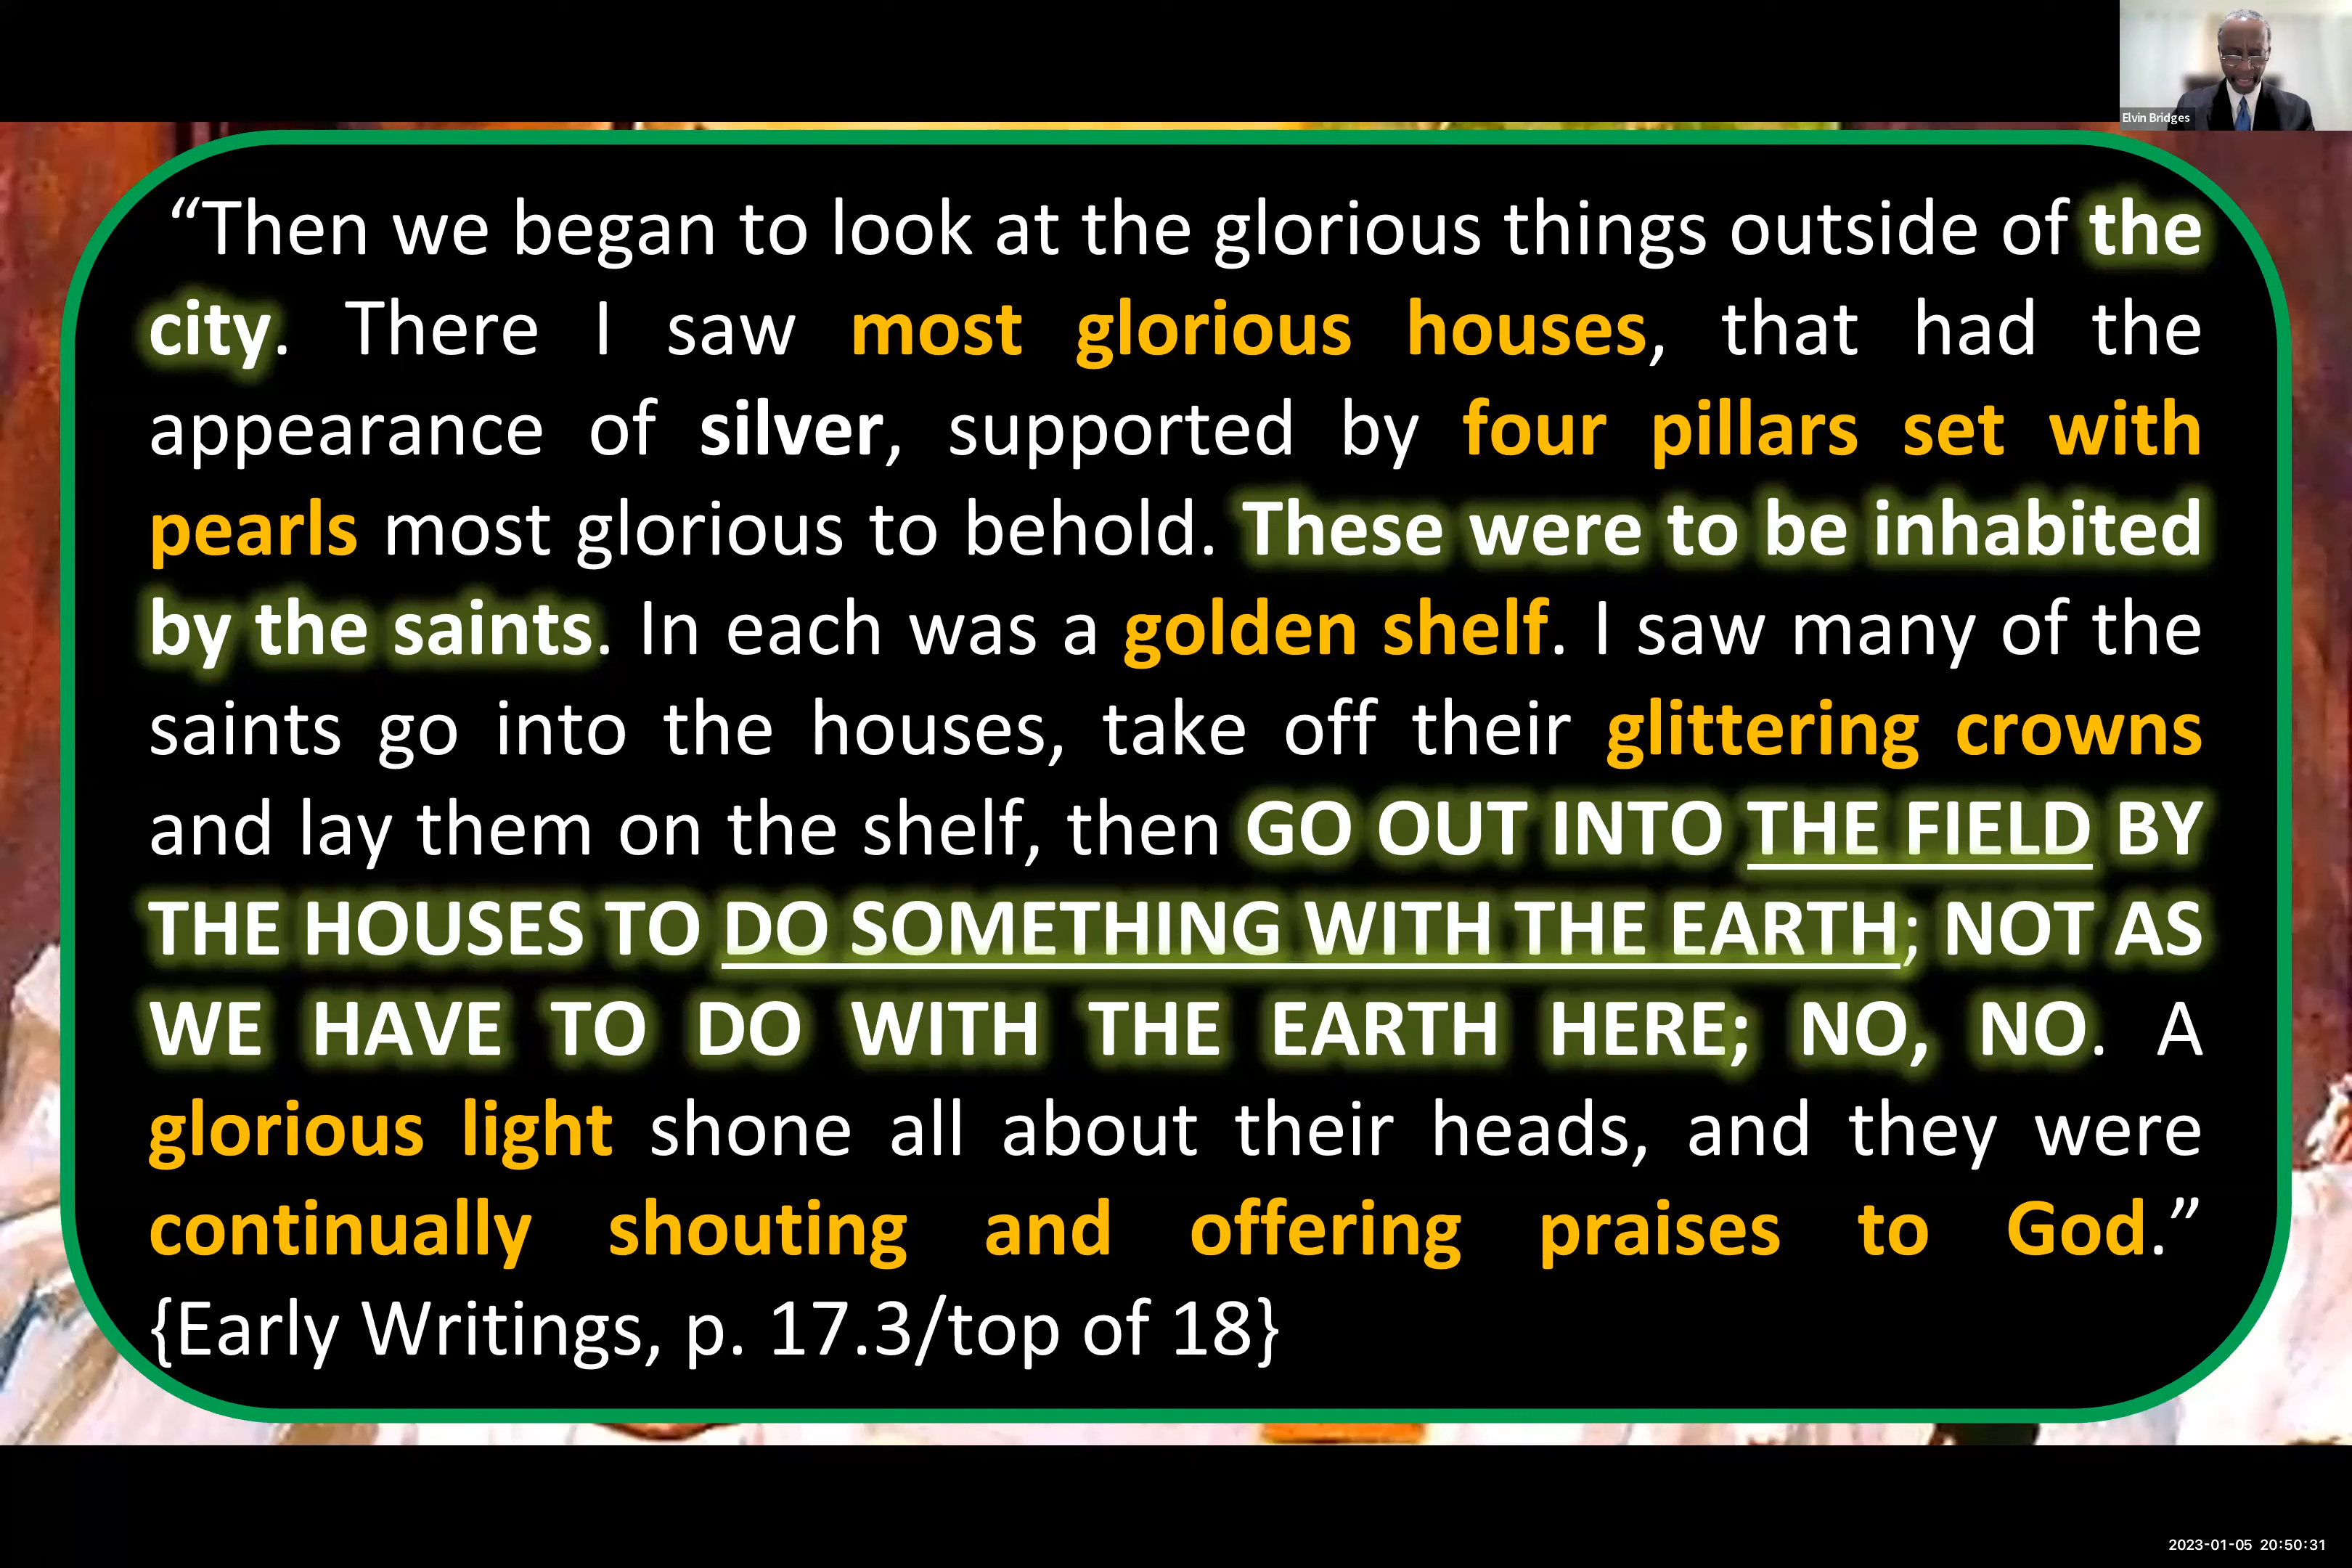 Elvin Bridges
“Then we began to look at the glorious things outside of the
city. There I saw most glorious houses, that had the
appearance of silver, supported by four pillars set with
pearls most glorious to behold. These were to be inhabited
by the saints. In each was a golden shelf. I saw many of the
saints go into the houses, take off their glittering crowns
and lay them on the shelf, then GO OUT INTO THE FIELD BY
THE HOUSES TO DO SOMETHING WITH THE EARTH; NOT AS
WE HAVE TO DO WITH THE EARTH HERE; NO, NO. A
glorious light shone all about their heads, and they were
continually shouting and offering praises to God.”
{Early Writings, p. 17.3/top of 18}
2023-01-05 20:50:31